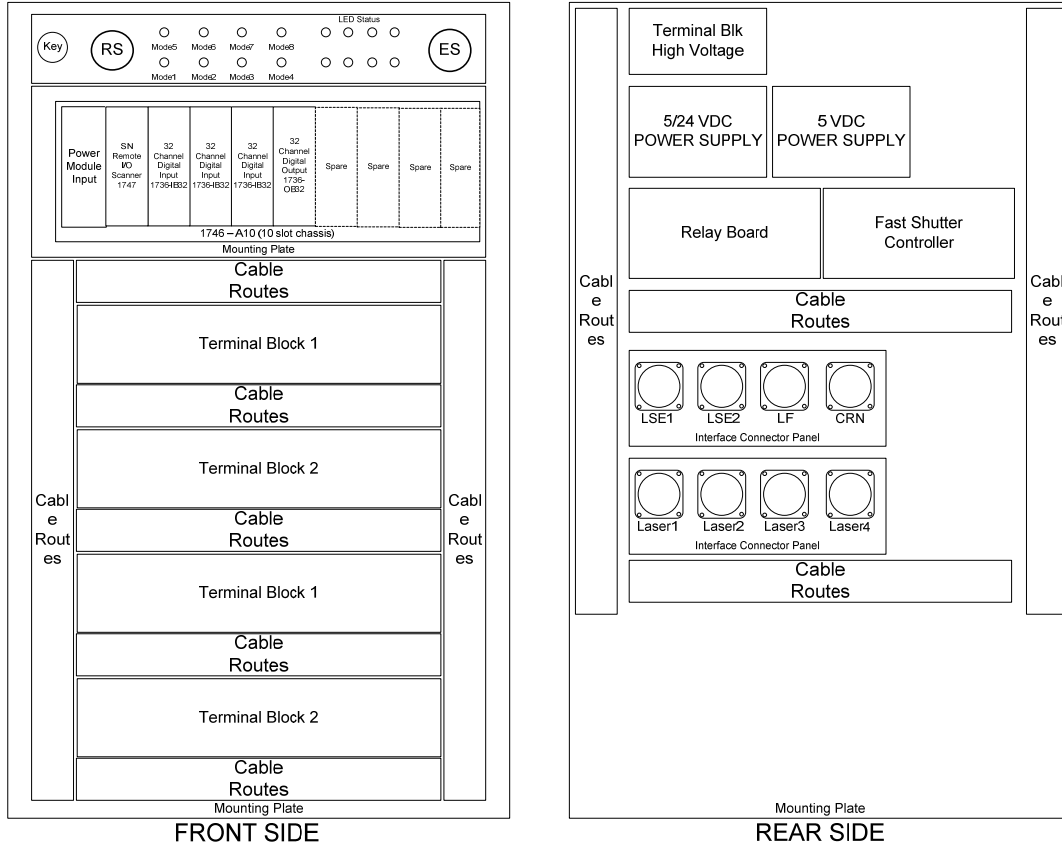 LED Status
Key
RS
Mode5 Mode6 Mode7 Mode8
ES
Mode1 Mode2 Mode3 Mode4
Power
Module
Input
SN
Remote
I/O
Scanner
1747
32
Channel
Digital
Input
1736-IB32
32
Channel
Digital
Input
1736-IB32
32
Channel
Digital
Input
1736-IB32
32
Channel
Digital
Output
1736-
OB32
Spare
Spare
Spare
Spare
1746 – A10 (10 slot chassis)
Mounting Plate
Cable
Routes
Terminal Block 1
Cable
Routes
Terminal Block 2
Cable
Routes
Terminal Block 1
Cable
Routes
Terminal Block 2
Cable
Routes
Cabl
e
Rout
es
Cabl
e
Rout
es
Mounting Plate
FRONT SIDE
Terminal Blk
High Voltage
5/24 VDC
POWER SUPPLY
5 VDC
POWER SUPPLY
Relay Board
Fast Shutter
Controller
Cabl
e
Rout
es
Cable
Routes
Cabl
e
Rout
es
LSE1 LSE2 LF CRN
Interface Connector Panel
Laser1 Laser2 Laser3 Laser4
Interface Connector Panel
Cable
Routes
Mounting Plate
REAR SIDE